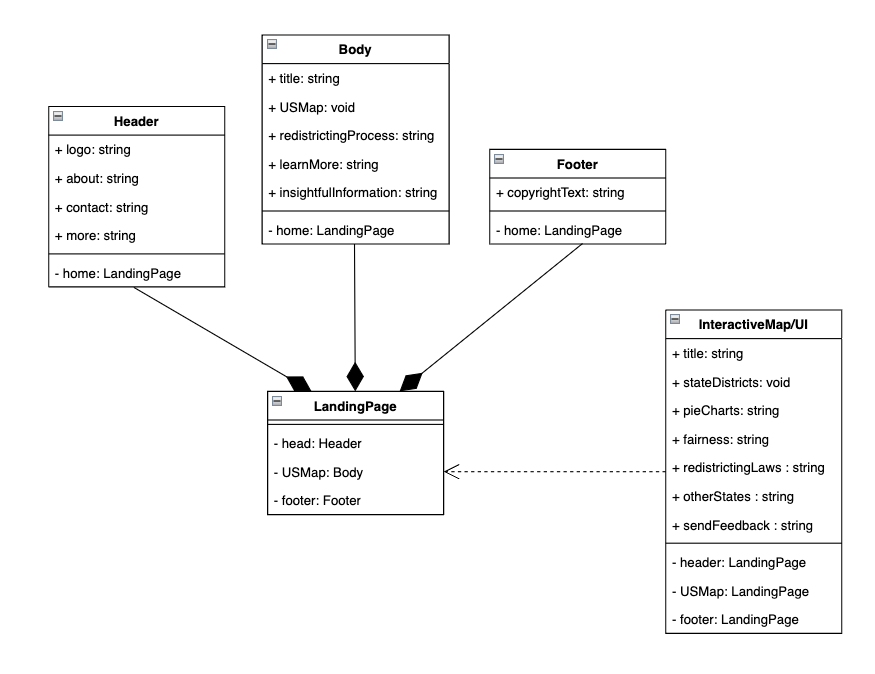 Body
+ title: string
+ USMap: void
+ redistrictingProcess: string
+ learnMore: string
+ insightfulInformation: string
- home: LandingPage
Header
+ logo: string
+ about: string
+ contact: string
+ more: string
- home: LandingPage
Footer
+ copyrightText: string
- home: LandingPage
LandingPage
- head: Header
- USMap: Body
- footer: Footer
InteractiveMap/UI
+ title: string
+ stateDistricts: void
+ pieCharts: string
+ fairness: string
+ redistrictingLaws : string
+ otherStates : string
+ sendFeedback : string
- header: LandingPage
- USMap: LandingPage
- footer: LandingPage